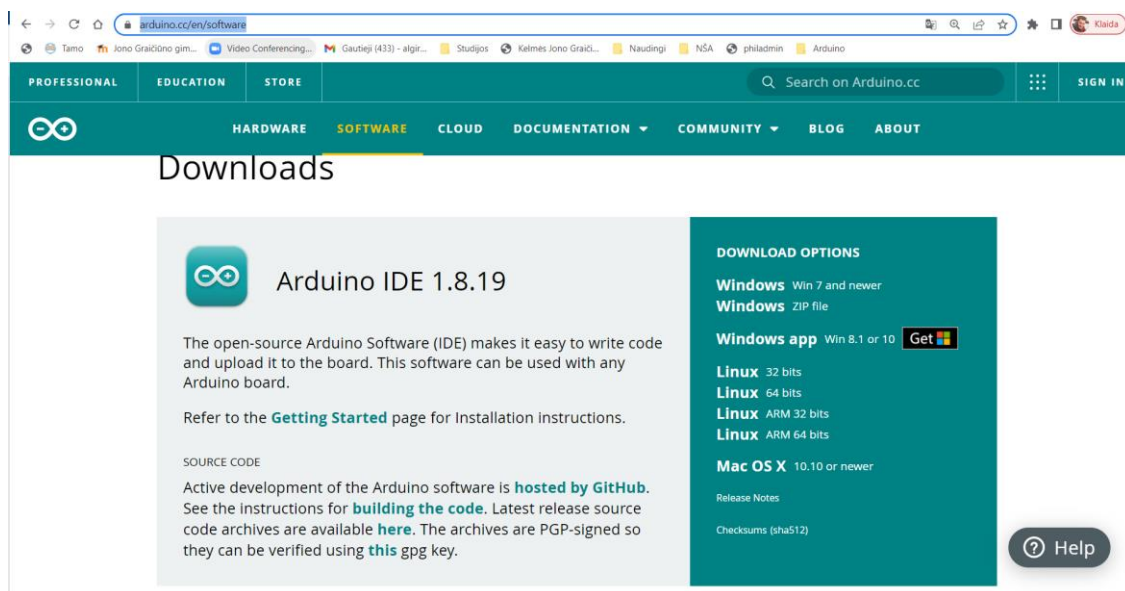 arduino.cc/en/software
Klaida
Tamo Jono Graičiūno gim... Video Conferencing... Gautieji (433) - algir... Studijos Kelmės Jono Graiči... Naudingi NŠA philadmin Arduino
PROFESSIONAL EDUCATION STORE Search on Arduino.cc SIGN IN
HARDWARE SOFTWARE CLOUD DOCUMENTATION COMMUNITY BLOG ABOUT
Downloads
Arduino IDE 1.8.19
The open-source Arduino Software (IDE) makes it easy to write code
and upload it to the board. This software can be used with any
Arduino board.
Refer to the Getting Started page for Installation instructions.
SOURCE CODE
Active development of the Arduino software is hosted by GitHub.
See the instructions for building the code. Latest release source
code archives are available here. The archives are PGP-signed so
they can be verified using this gpg key.
DOWNLOAD OPTIONS
Windows Win 7 and newer
Windows ZIP file
Windows app Win 8.1 or 10 Get
Linux 32 bits
Linux 64 bits
Linux ARM 32 bits
Linux ARM 64 bits
Mac OS X 10.10 or newer
Release Notes
Checksums (sha512)
Help